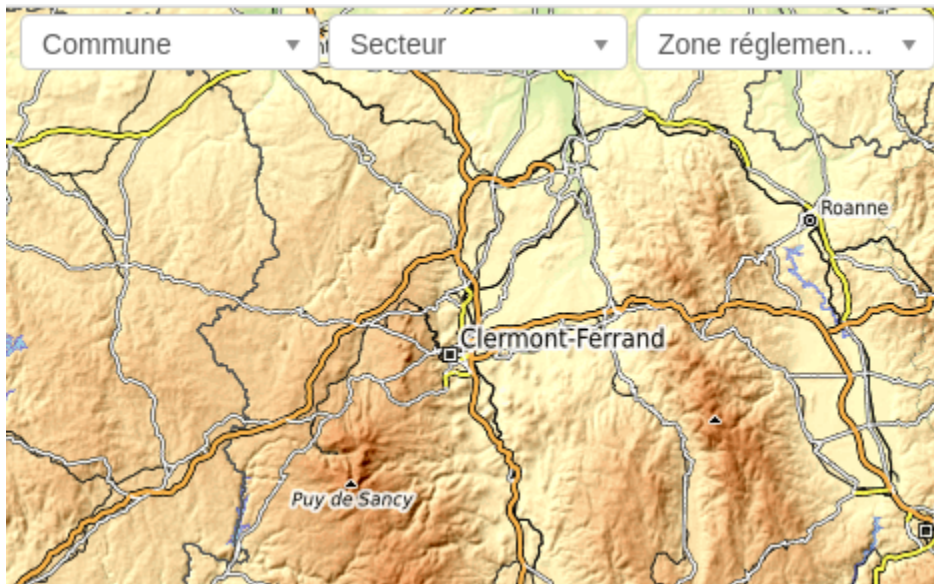 Commune
Secteur
Zone réglemen...
Roanne
Clermont-Ferrand
Puy de Sancy